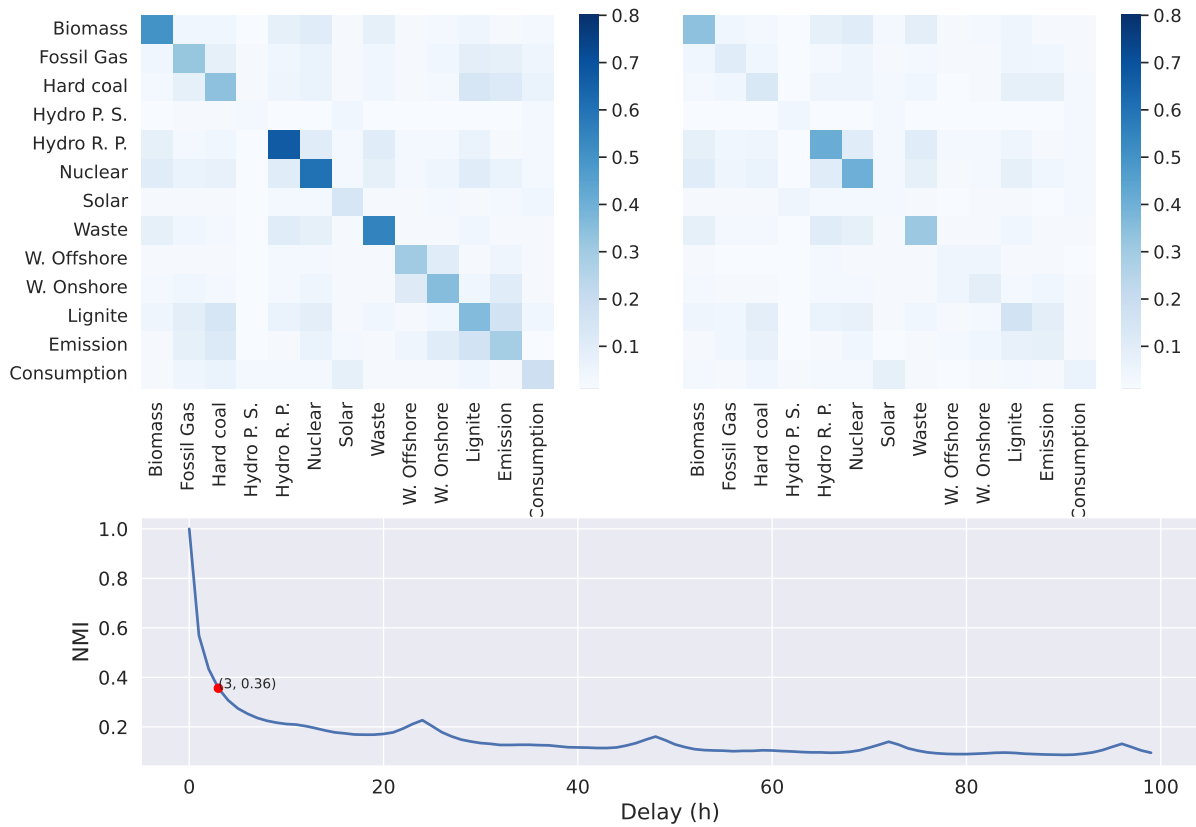 Biomass
Fossil Gas
Hard coal
Hydro P. S.
Hydro R. P.
Nuclear
Solar
Waste
W. Offshore
W. Onshore
Lignite
Emission
Consumption
Biomass
Fossil Gas
Hard coal
Hydro P. S.
Hydro R. P.
Nuclear
Solar
Waste
W. Offshore
W. Onshore
Lignite
Emission
Consumption
0.8
0.7
0.6
0.5
0.4
0.3
0.2
0.1
Biomass
Fossil Gas
Hard coal
Hydro P. S.
Hydro R. P.
Nuclear
Solar
Waste
W. Offshore
W. Onshore
Lignite
Emission
Consumption
0.8
0.7
0.6
0.5
0.4
0.3
0.2
0.1
NMI
1.0
0.8
0.6
0.4
0.2
(3, 0.36)
0
20
40
60
80
100
Delay (h)